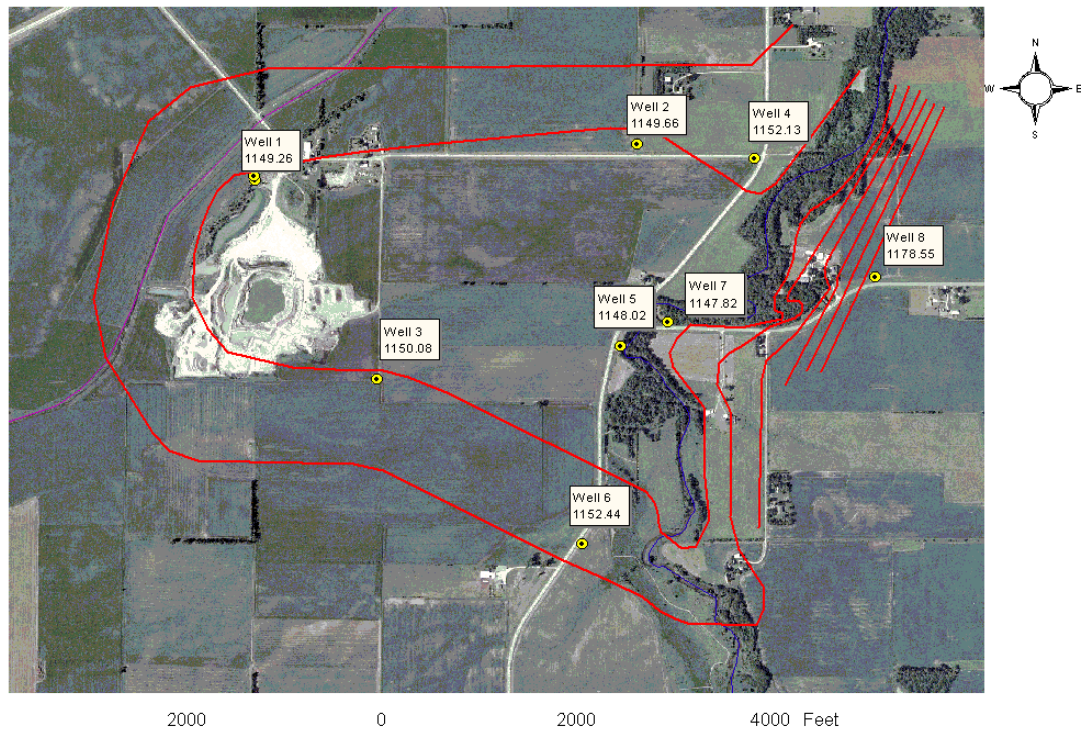 N
W
E
S
Well 2
1149.66
Well 4
1152.13
Well 1
1149.26
Well 8
1178.55
Well 7
1147.82
Well 5
1148.02
Well 3
1150.08
Well 6
1152.44
2000 0 2000 4000 Feet